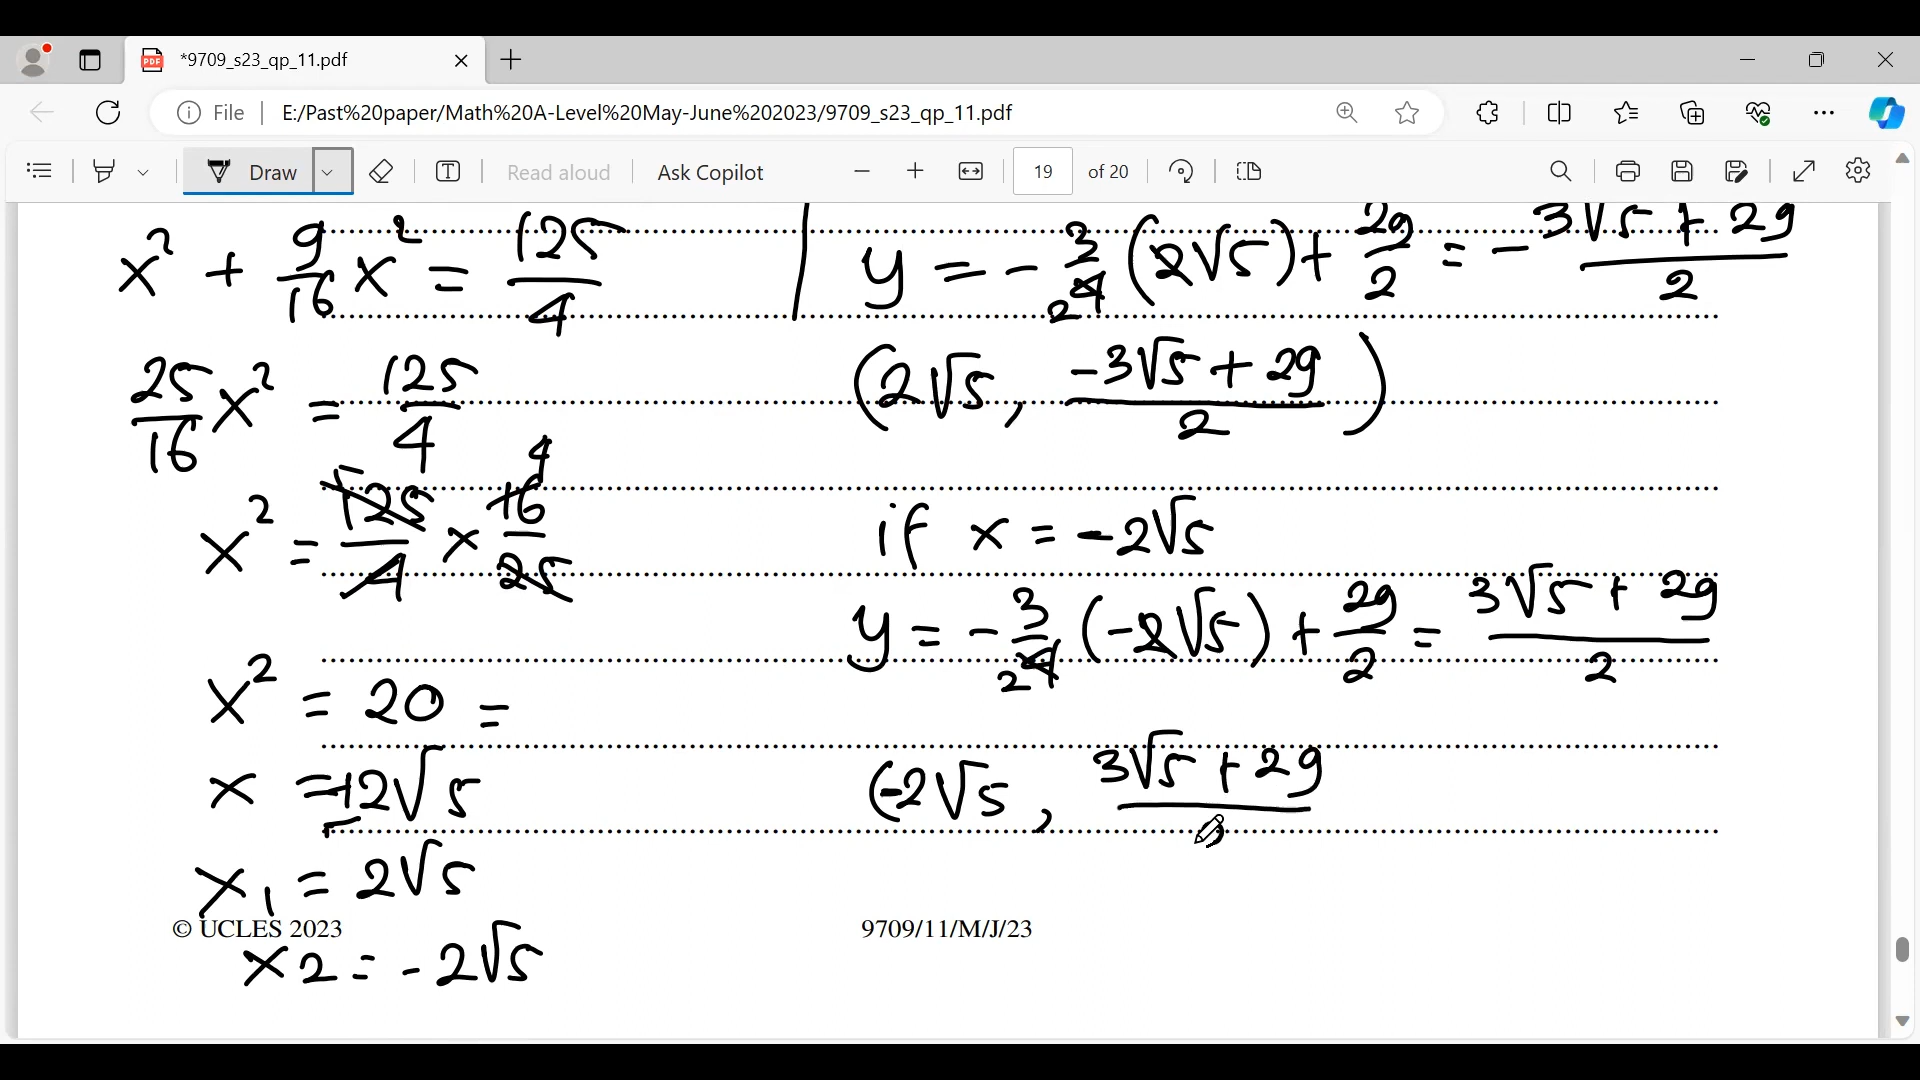 *9709_s23_qp_11.pdf
File E:/Past%20paper/Math%20A-Level%20May-June%202023/9709_s23_qp_11.pdf
Draw Read aloud Ask Copilot 19 of 20
x² + 9/16 x² = 125/4
25/16 x² = 125/4
x² = 125/4 × 16/25 4
x² = 20 =
x = ±2√5
x₁ = 2√5
x2 = -2√5
y = -3/4 2 (2√5) + 29/2 = -3√5 + 29 / 2
(2√5, (-3√5 + 29)/2)
if x = -2√5
y = -3/4 2 (-2√5) + 29/2 = (3√5 + 29)/2
(-2√5, 3√5 + 29
© UCLES 2023 9709/11/M/J/23